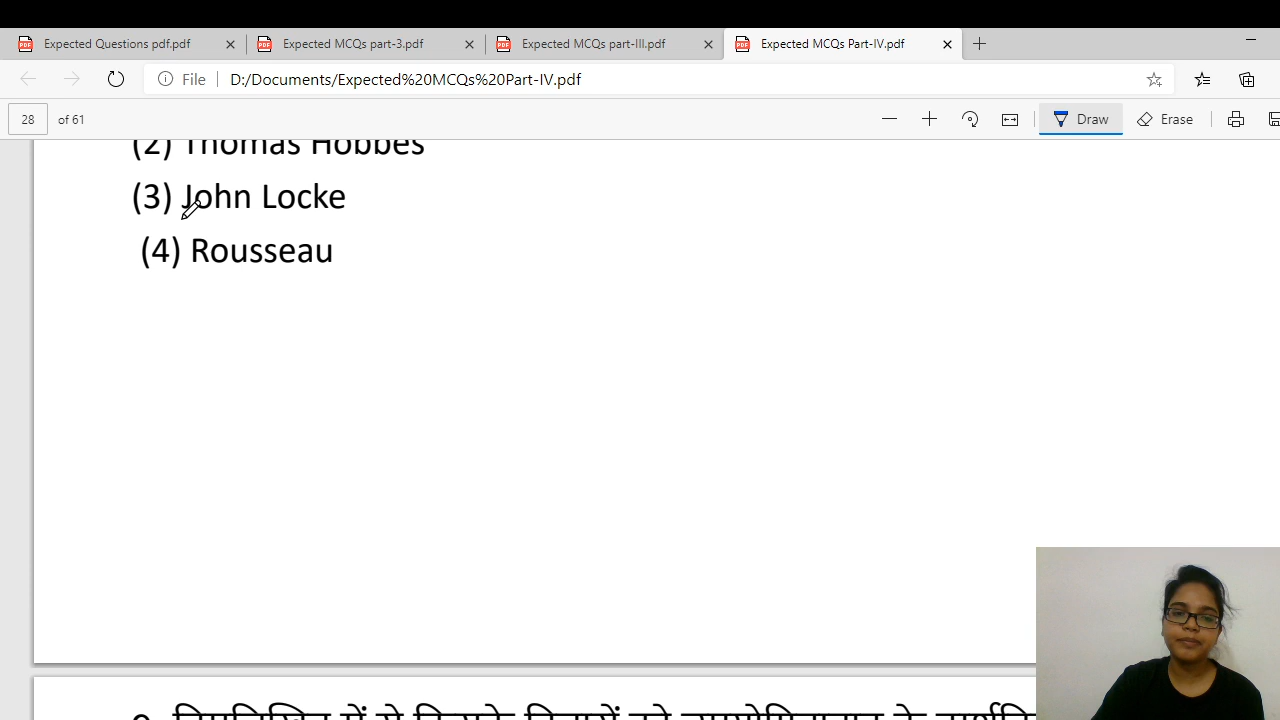 Expected Questions pdf.pdf
Expected MCQs part-3.pdf
Expected MCQs part-III.pdf
Expected MCQs Part-IV.pdf
File D:/Documents/Expected%20MCQs%20Part-IV.pdf
28 of 61
Draw
Erase
(2) Thomas Hobbes
(3) John Locke
(4) Rousseau